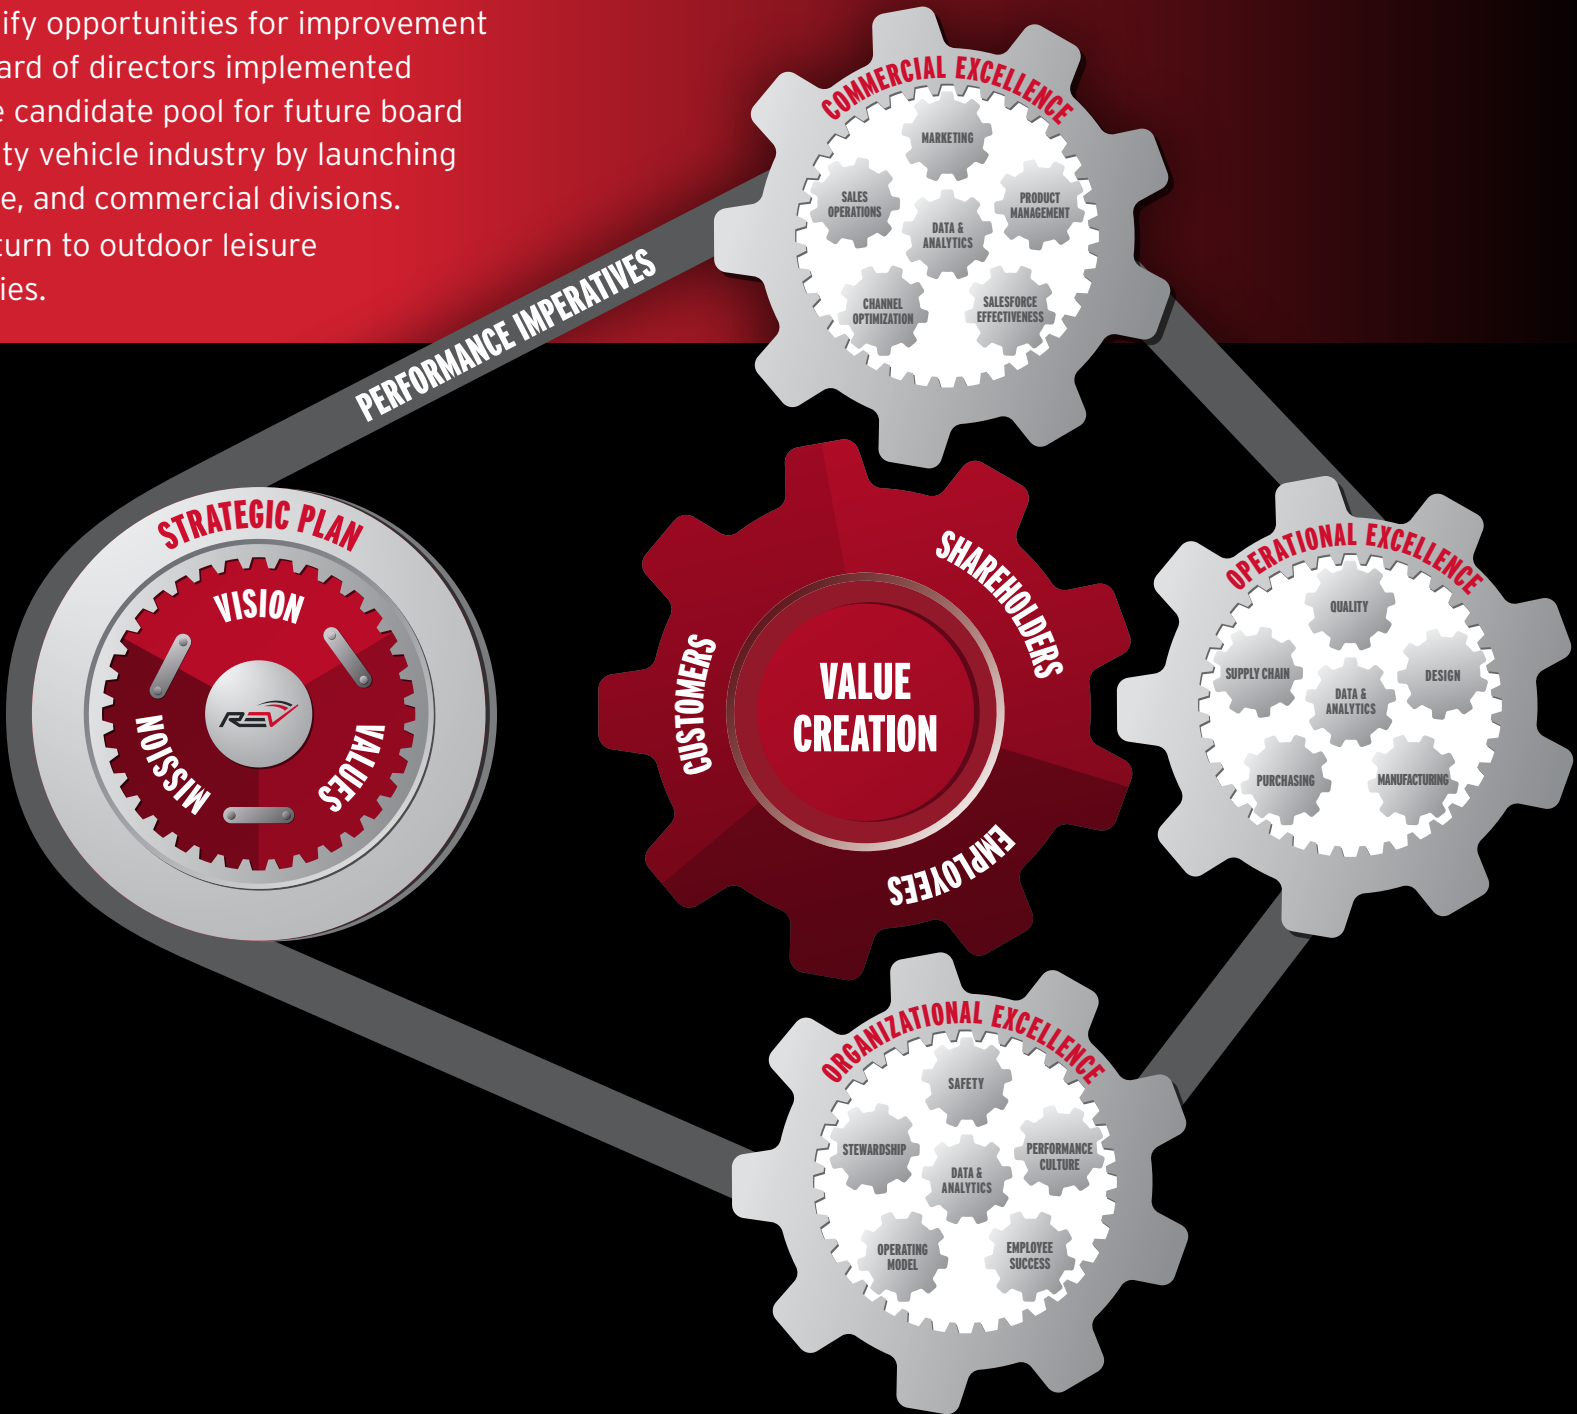 ify opportunities for improvement
ard of directors implemented
e candidate pool for future board
ty vehicle industry by launching
e, and commercial divisions.
turn to outdoor leisure
ies.
PERFORMANCE IMPERATIVES
COMMERCIAL EXCELLENCE
MARKETING
SALES
OPERATIONS
PRODUCT
MANAGEMENT
DATA &
ANALYTICS
CHANNEL
OPTIMIZATION
SALESFORCE
EFFECTIVENESS
STRATEGIC PLAN
VISION
MISSION
VALUES
REV
VALUE
CREATION
CUSTOMERS
SHAREHOLDERS
EMPLOYEES
OPERATIONAL EXCELLENCE
QUALITY
SUPPLY CHAIN
DESIGN
DATA &
ANALYTICS
PURCHASING
MANUFACTURING
ORGANIZATIONAL EXCELLENCE
SAFETY
STEWARDSHIP
PERFORMANCE
CULTURE
DATA &
ANALYTICS
OPERATING
MODEL
EMPLOYEE
SUCCESS